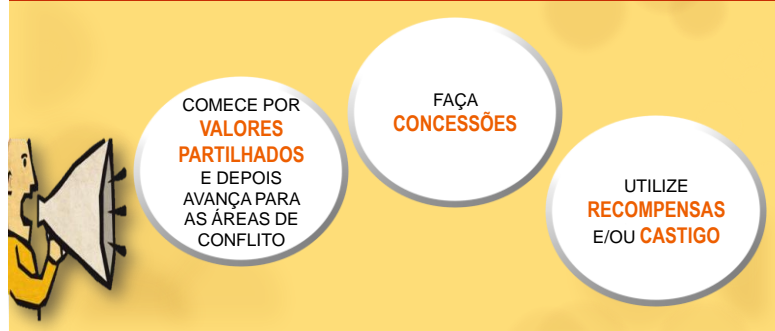 COMECE POR
VALORES
PARTILHADOS
E DEPOIS
AVANÇA PARA
AS ÁREAS DE
CONFLITO
FAÇA
CONCESSÕES
UTILIZE
RECOMPENSAS
E/OU CASTIGO